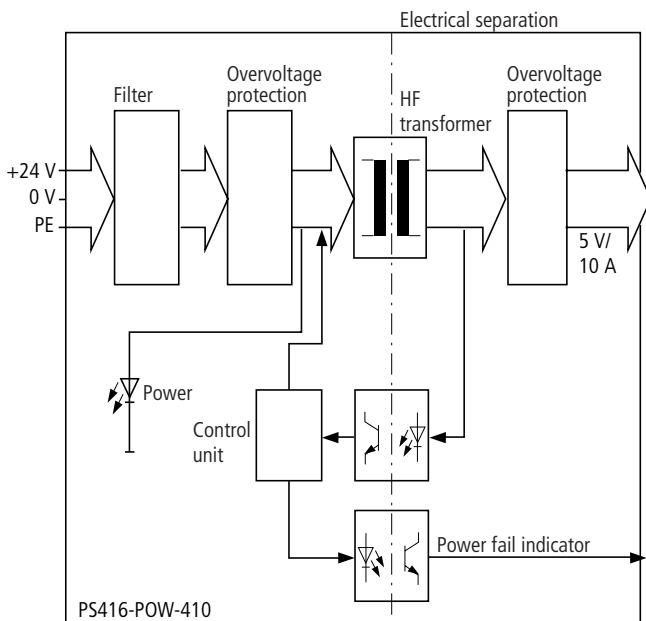 Electrical separation
Filter
Overvoltage
protection
HF
transformer
Overvoltage
protection
+24 V
0 V
PE
5 V/
10 A
Power
Control
unit
Power fail indicator
PS416-POW-410